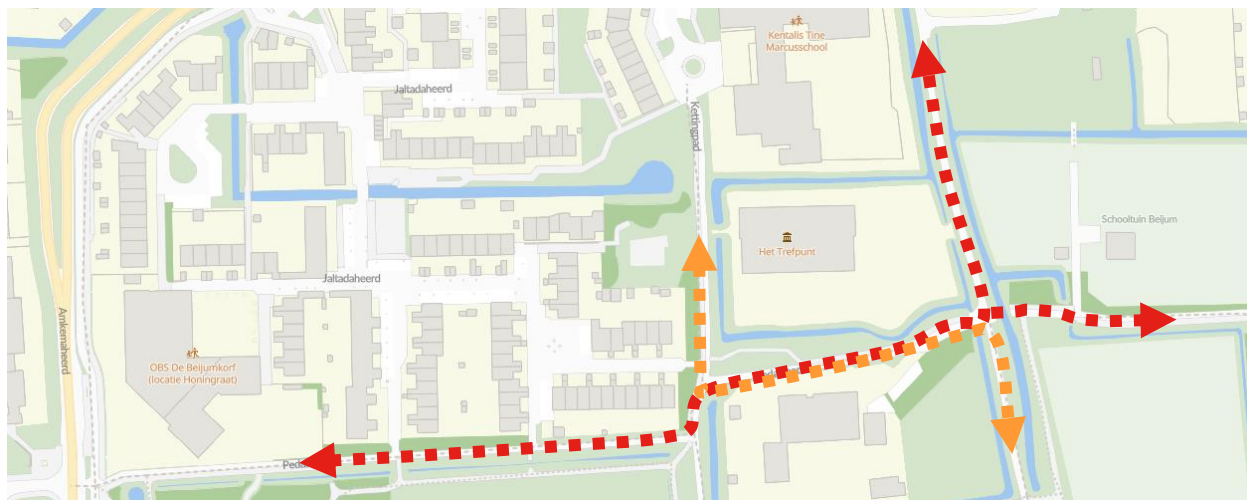 Kentalis Tine
Marcusschool
Jaltadaheerd
Kettingpad
Schooltuin Beijum
Het Trefpunt
Jaltadaheerd
Amkemaheerd
OBS De Beijumkorf
(locatie Honingraat)